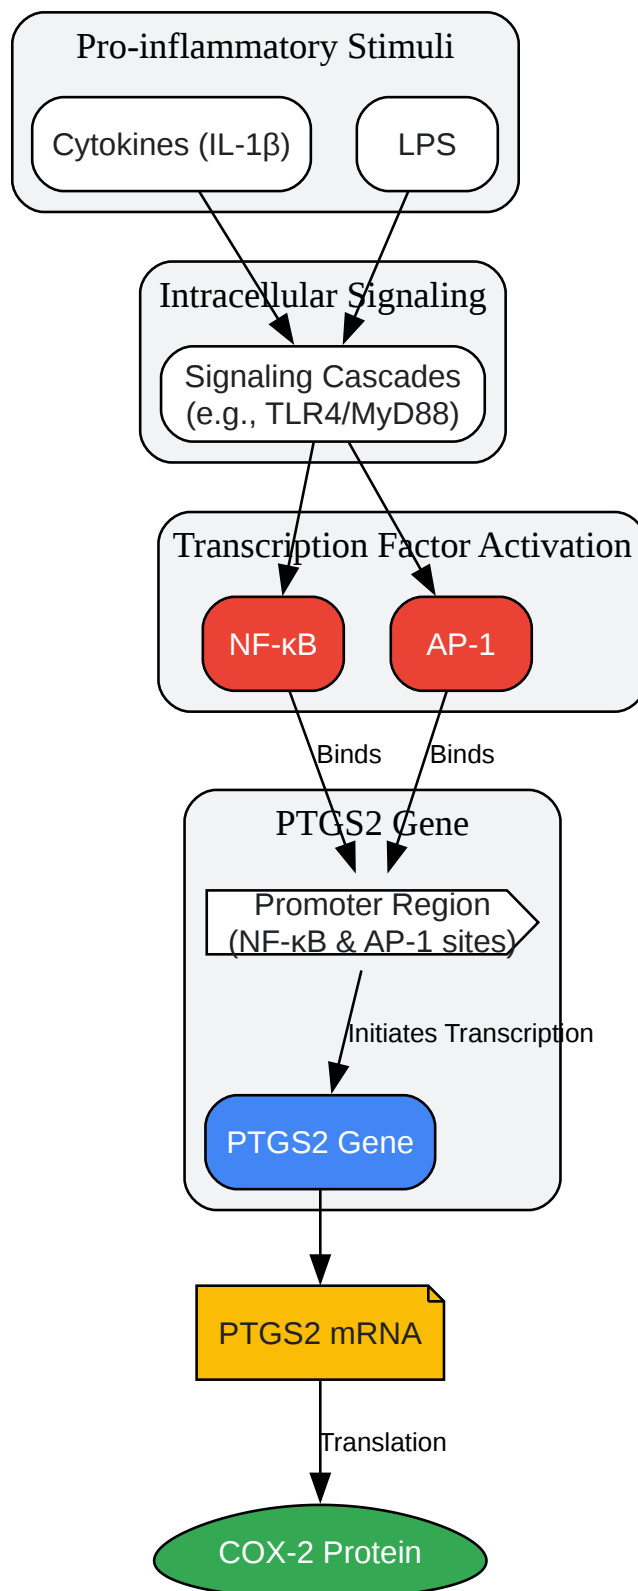 Pro-inflammatory Stimuli
Cytokines (IL-1β)
LPS
Intracellular Signaling
Signaling Cascades
(e.g., TLR4/MyD88)
Transcription Factor Activation
NF-κB
AP-1
Binds
Binds
PTGS2 Gene
Promoter Region
(NF-κB & AP-1 sites)
Initiates Transcription
PTGS2 Gene
PTGS2 mRNA
Translation
COX-2 Protein